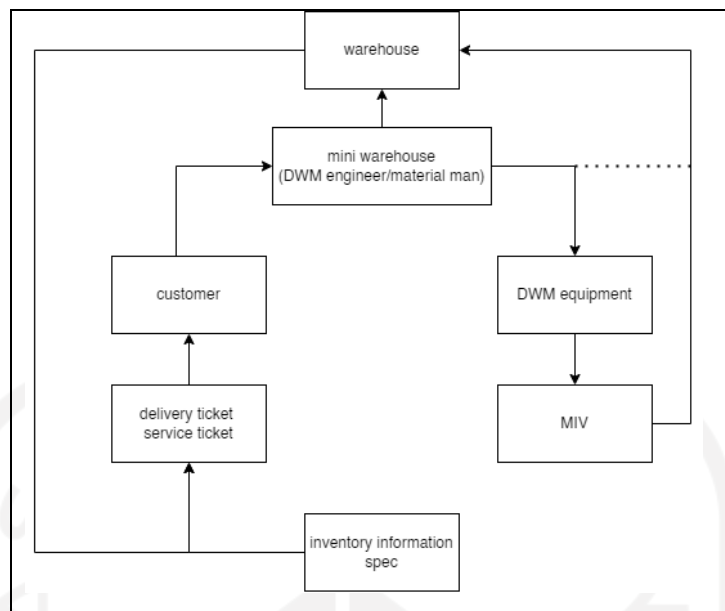 warehouse
mini warehouse
(DWM engineer/material man)
customer
DWM equipment
delivery ticket
service ticket
MIV
inventory information
spec